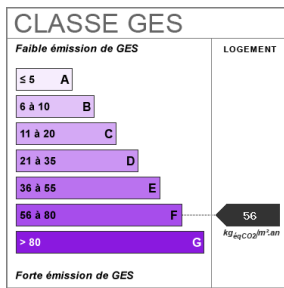 CLASSE GES
Faible émission de GES
LOGEMENT
≤ 5 A
6 à 10 B
11 à 20 C
21 à 35 D
36 à 55 E
56 à 80 F
56
kgéqCO2/m².an
> 80 G
Forte émission de GES